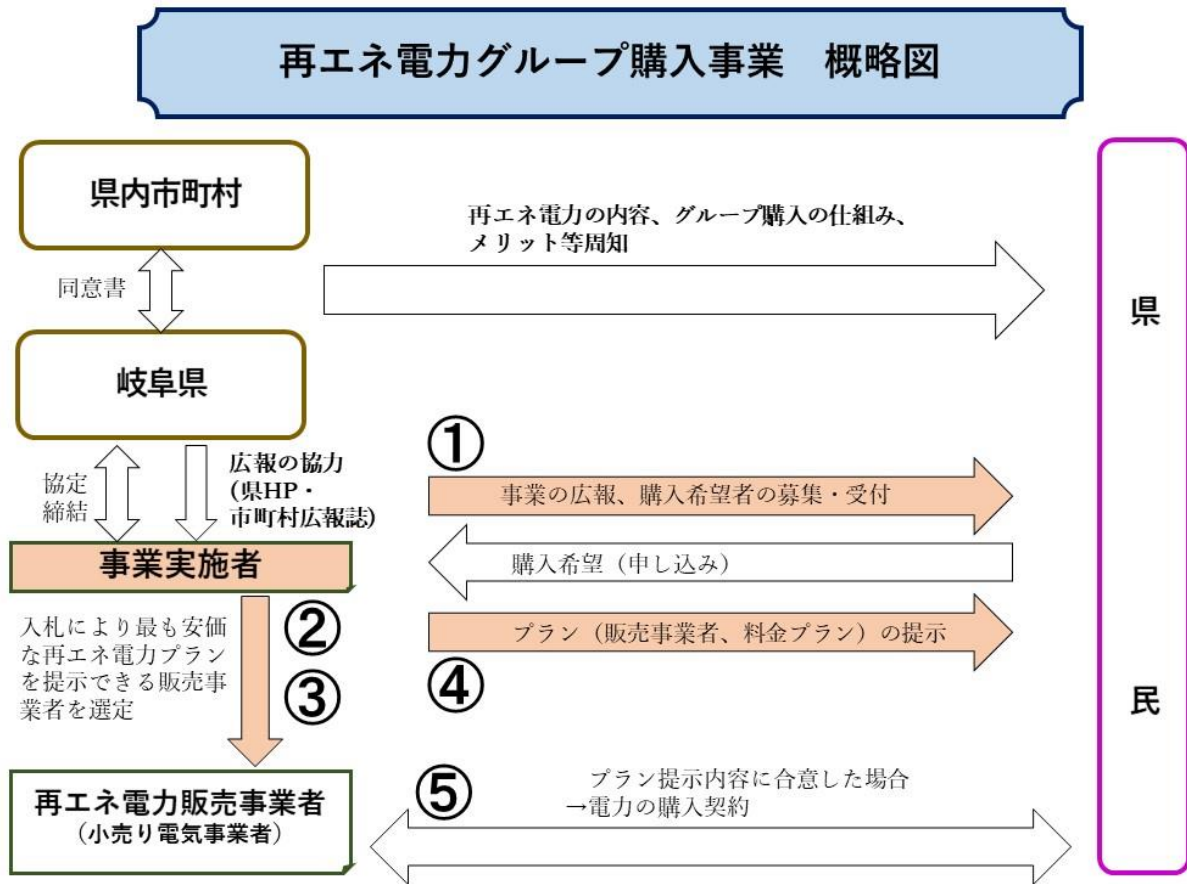 再エネ電力グループ購入事業　概略図
県内市町村
再エネ電力の内容、グループ購入の仕組み、
メリット等周知
同意書
岐阜県
県
民
協定
締結
広報の協力
(県HP・
市町村広報誌)
①
事業の広報、購入希望者の募集・受付
事業実施者
購入希望（申し込み）
入札により最も安価
な再エネ電力プラン
を提示できる販売事
業者を選定
②
③
プラン（販売事業者、料金プラン）の提示
④
再エネ電力販売事業者
（小売り電気事業者）
⑤
プラン提示内容に合意した場合
→電力の購入契約